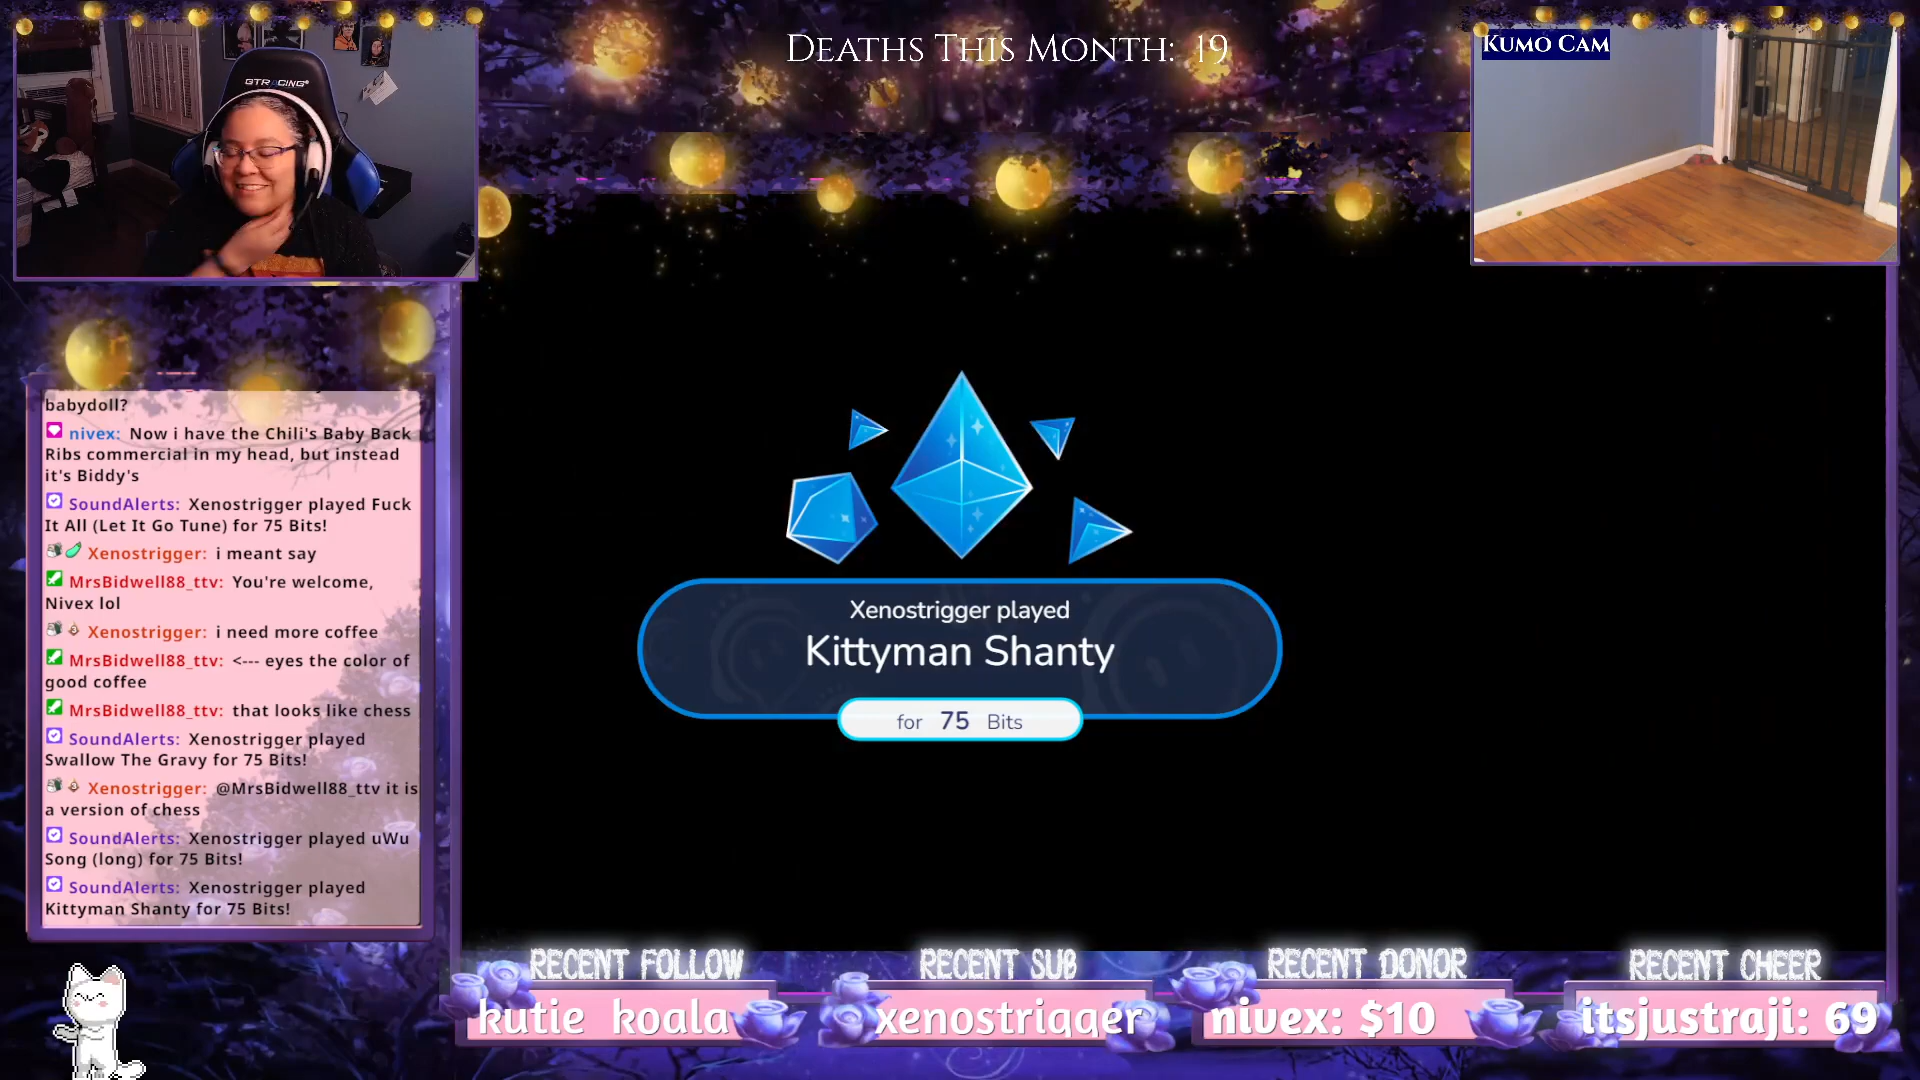 GTRACING
DEATHS THIS MONTH: 19
KUMO CAM
babydoll?
nivex: Now i have the Chili's Baby Back
Ribs commercial in my head, but instead
it's Biddy's
SoundAlerts: Xenostrigger played Fuck
It All (Let It Go Tune) for 75 Bits!
Xenostrigger: i meant say
MrsBidwell88_ttv: You're welcome,
Nivex lol
Xenostrigger: i need more coffee
MrsBidwell88_ttv: <--- eyes the color of
good coffee
MrsBidwell88_ttv: that looks like chess
SoundAlerts: Xenostrigger played
Swallow The Gravy for 75 Bits!
Xenostrigger: @MrsBidwell88_ttv it is
a version of chess
SoundAlerts: Xenostrigger played uWu
Song (long) for 75 Bits!
SoundAlerts: Xenostrigger played
Kittyman Shanty for 75 Bits!
Xenostrigger played
Kittyman Shanty
for 75 Bits
RECENT FOLLOW
kutie koala
RECENT SUB
xenostrigger
RECENT DONOR
nivex: $10
RECENT CHEER
itsjustraji: 69